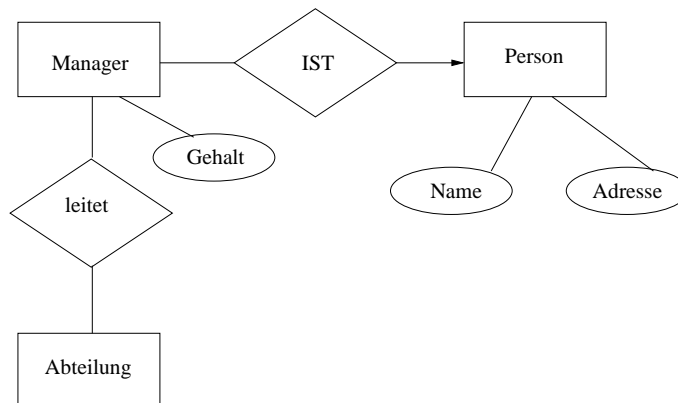 Manager
IST
Person
Gehalt
Name
Adresse
leitet
Abteilung